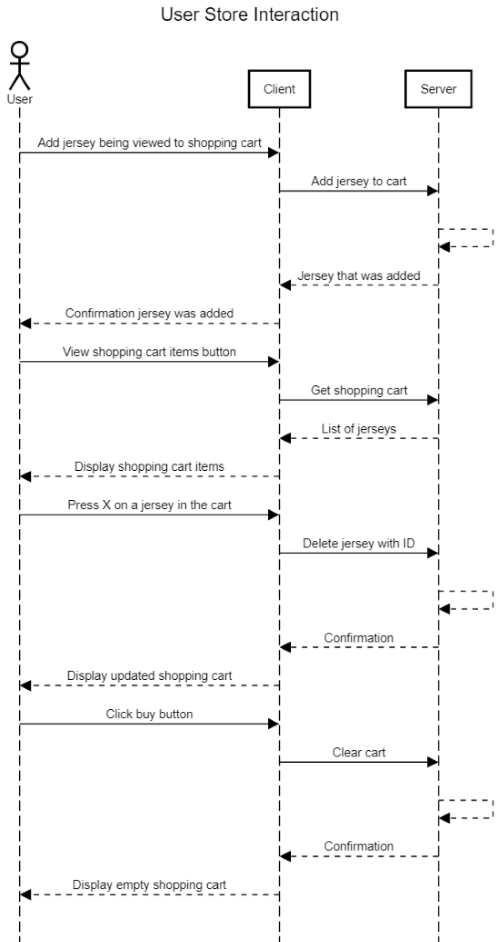 User Store Interaction
User
Client
Server
Add jersey being viewed to shopping cart
Add jersey to cart
Jersey that was added
Confirmation jersey was added
View shopping cart items button
Get shopping cart
List of jerseys
Display shopping cart items
Press X on a jersey in the cart
Delete jersey with ID
Confirmation
Display updated shopping cart
Click buy button
Clear cart
Confirmation
Display empty shopping cart